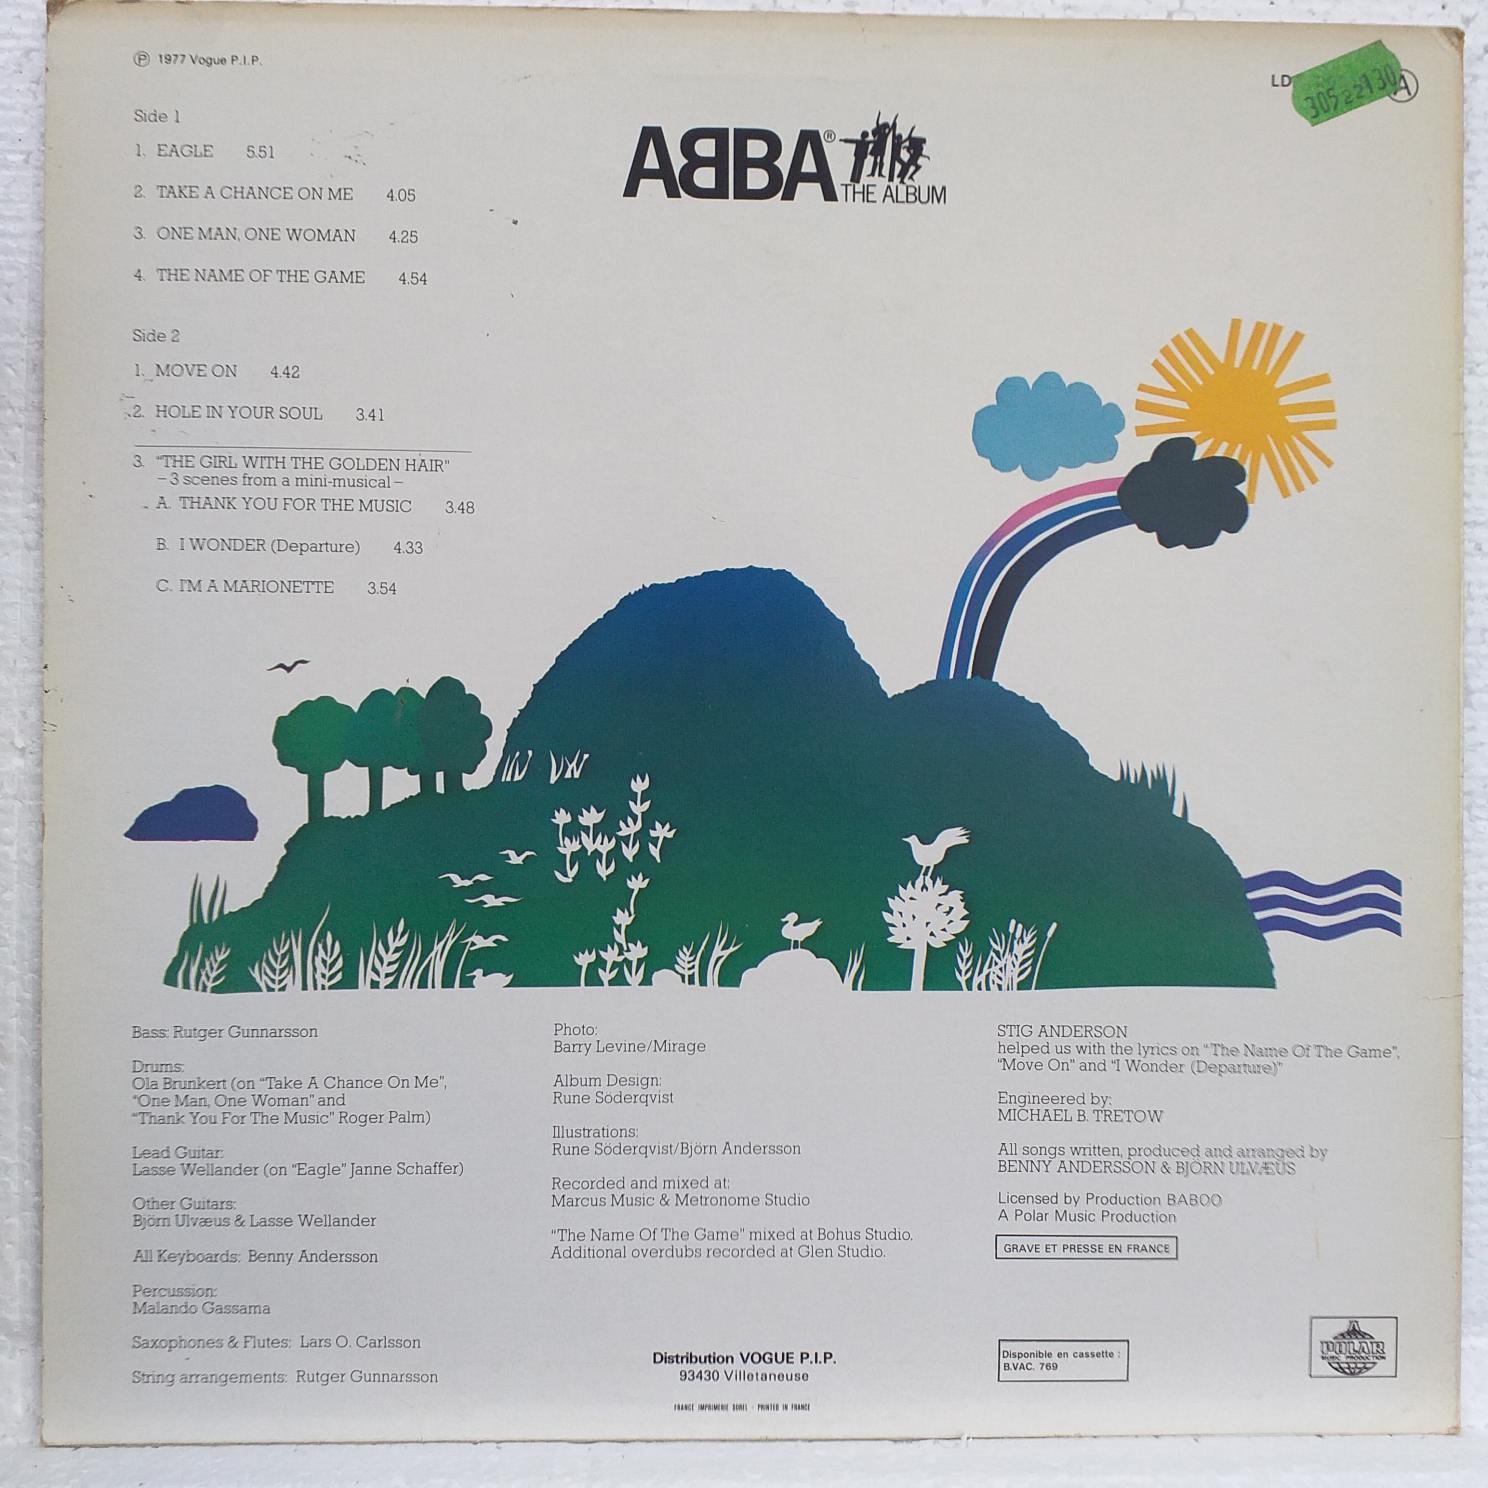 Ⓟ 1977 Vogue P.I.P.
LD
305 22130
A
ABBA®
THE ALBUM
Side 1
1. EAGLE 5.51
2. TAKE A CHANCE ON ME 4.05
3. ONE MAN, ONE WOMAN 4.25
4. THE NAME OF THE GAME 4.54
Side 2
1. MOVE ON 4.42
2. HOLE IN YOUR SOUL 3.41
3. "THE GIRL WITH THE GOLDEN HAIR"
–3 scenes from a mini-musical–
A. THANK YOU FOR THE MUSIC 3.48
B. I WONDER (Departure) 4.33
C. I'M A MARIONETTE 3.54
Bass: Rutger Gunnarsson
Drums:
Ola Brunkert (on "Take A Chance On Me",
"One Man, One Woman" and
"Thank You For The Music" Roger Palm)
Lead Guitar:
Lasse Wellander (on "Eagle" Janne Schaffer)
Other Guitars:
Björn Ulvæus & Lasse Wellander
All Keyboards: Benny Andersson
Percussion:
Malando Gassama
Saxophones & Flutes: Lars O. Carlsson
String arrangements: Rutger Gunnarsson
Photo:
Barry Levine/Mirage
Album Design:
Rune Söderqvist
Illustrations:
Rune Söderqvist/Björn Andersson
Recorded and mixed at:
Marcus Music & Metronome Studio
"The Name Of The Game" mixed at Bohus Studio.
Additional overdubs recorded at Glen Studio.
STIG ANDERSON
helped us with the lyrics on "The Name Of The Game",
"Move On" and "I Wonder (Departure)"
Engineered by:
MICHAEL B. TRETOW
All songs written, produced and arranged by
BENNY ANDERSSON & BJÖRN ULVÆUS
Licensed by Production BABOO
A Polar Music Production
GRAVE ET PRESSE EN FRANCE
Distribution VOGUE P.I.P.
93430 Villetaneuse
FRANCE IMPRIMERIE DOREL - PRINTED IN FRANCE
Disponible en cassette :
B.VAC. 769
A
POLAR
MUSIC PRODUCTION